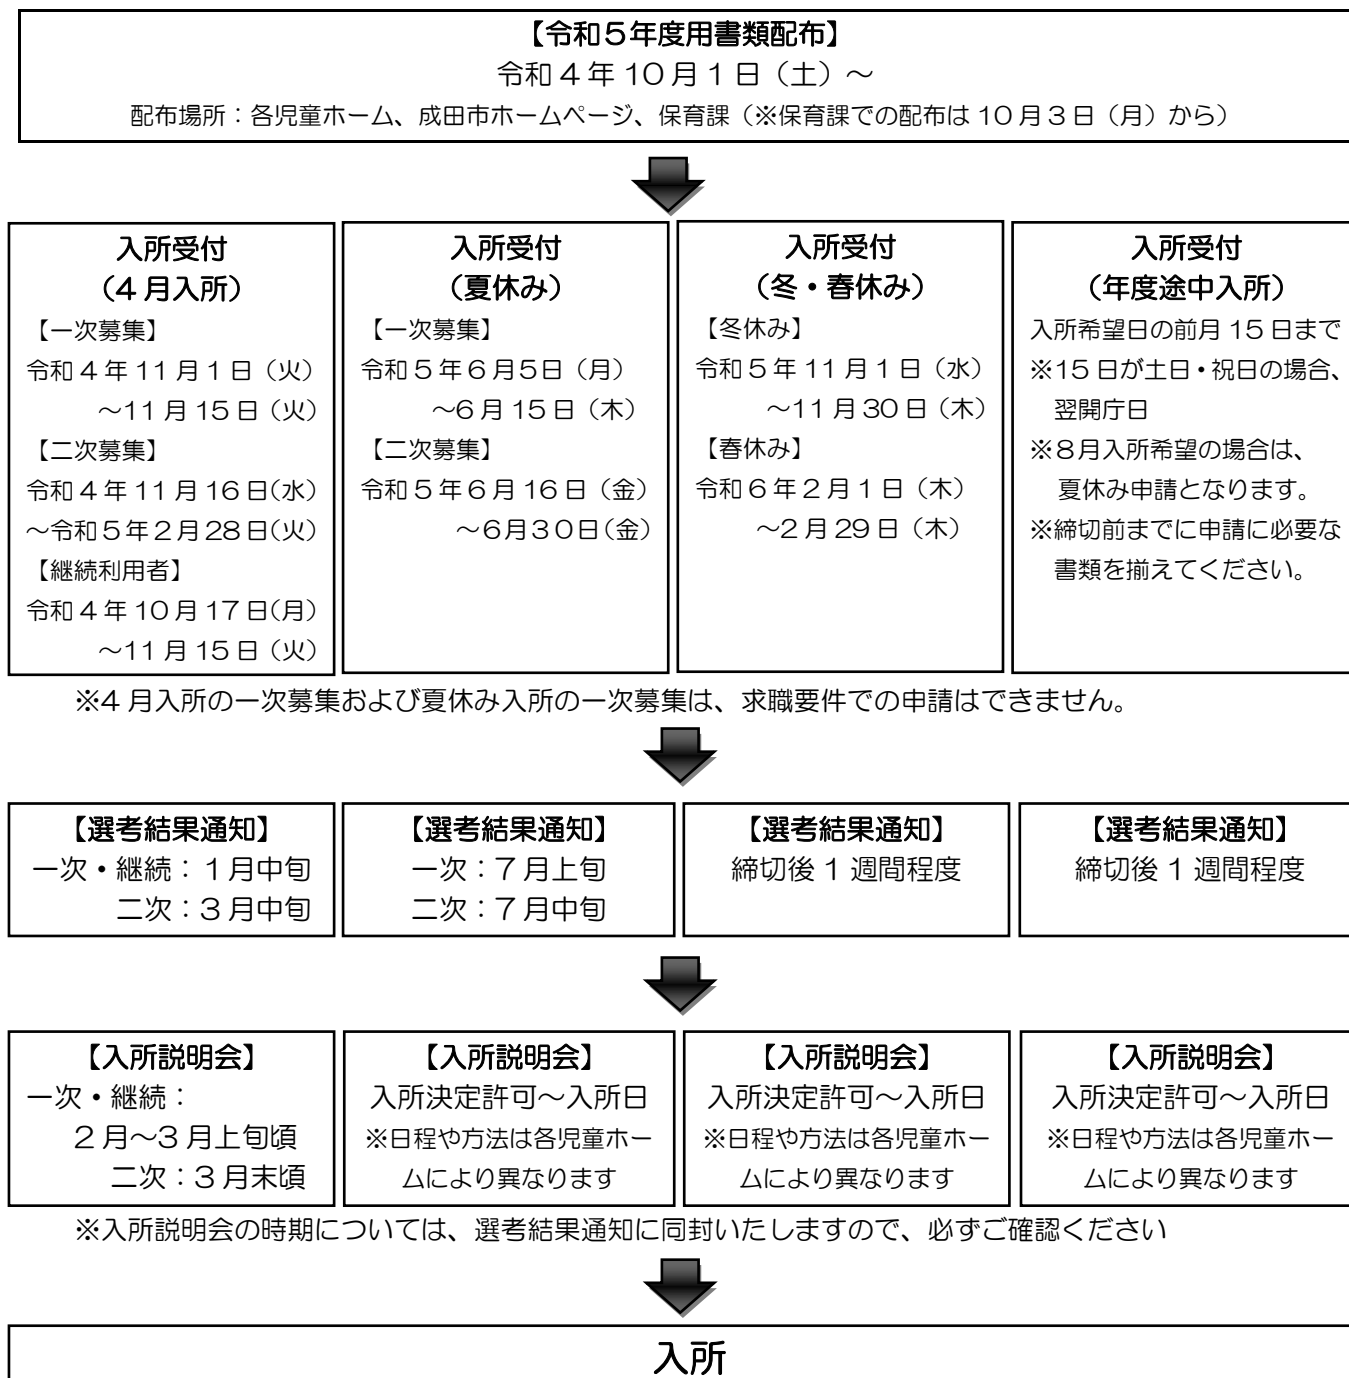 【令和５年度用書類配布】
令和４年 10月１日（土）～
配布場所：各児童ホーム、成田市ホームページ、保育課（※保育課での配布は 10月３日（月）から）
入所受付
（４月入所）
【一次募集】
令和４年 11月１日（火）
～11月 15日（火）
【二次募集】
令和４年 11月 16日(水)
～令和５年２月28日(火)
【継続利用者】
令和４年 10月 17日(月)
～11月 15日（火）
入所受付
（夏休み）
【一次募集】
令和５年６月５日（月）
～６月 15日（木）
【二次募集】
令和５年６月 16日（金）
～６月３０日(金)
入所受付
（冬・春休み）
【冬休み】
令和５年 11月１日（水）
～11月 30日（木）
【春休み】
令和６年２月１日（木）
～２月 29日（木）
入所受付
（年度途中入所）
入所希望日の前月 15日まで
※15日が土日・祝日の場合、
翌開庁日
※８月入所希望の場合は、
夏休み申請となります。
※締切前までに申請に必要な
書類を揃えてください。
※４月入所の一次募集および夏休み入所の一次募集は、求職要件での申請はできません。
【選考結果通知】
一次・継続：１月中旬
二次：３月中旬
【選考結果通知】
一次：７月上旬
二次：７月中旬
【選考結果通知】
締切後１週間程度
【選考結果通知】
締切後１週間程度
【入所説明会】
一次・継続：
２月～３月上旬頃
二次：３月末頃
【入所説明会】
入所決定許可～入所日
※日程や方法は各児童ホー
ムにより異なります
【入所説明会】
入所決定許可～入所日
※日程や方法は各児童ホー
ムにより異なります
【入所説明会】
入所決定許可～入所日
※日程や方法は各児童ホー
ムにより異なります
※入所説明会の時期については、選考結果通知に同封いたしますので、必ずご確認ください
入所